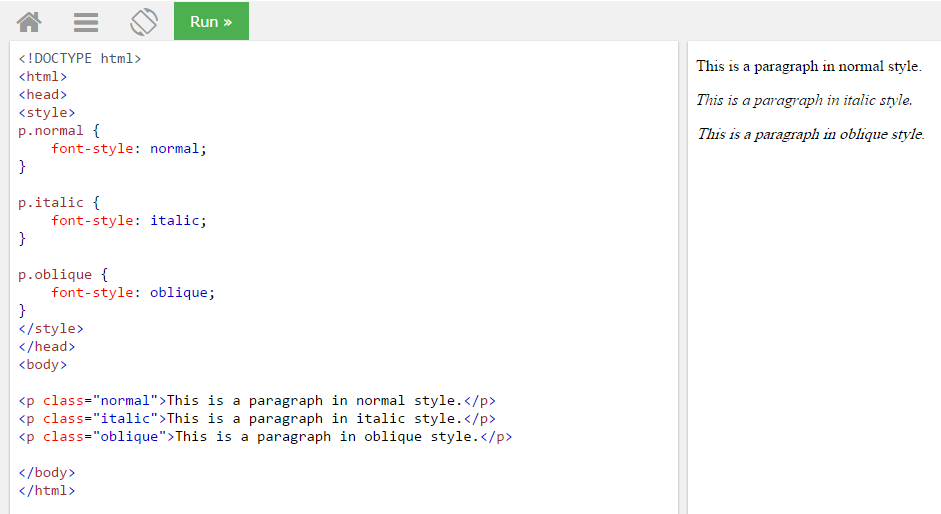 Run »
<!DOCTYPE html>
<html>
<head>
<style>
p.normal {
    font-style: normal;
}

p.italic {
    font-style: italic;
}

p.oblique {
    font-style: oblique;
}
</style>
</head>
<body>

<p class="normal">This is a paragraph in normal style.</p>
<p class="italic">This is a paragraph in italic style.</p>
<p class="oblique">This is a paragraph in oblique style.</p>

</body>
</html>
This is a paragraph in normal style.
This is a paragraph in italic style.
This is a paragraph in oblique style.